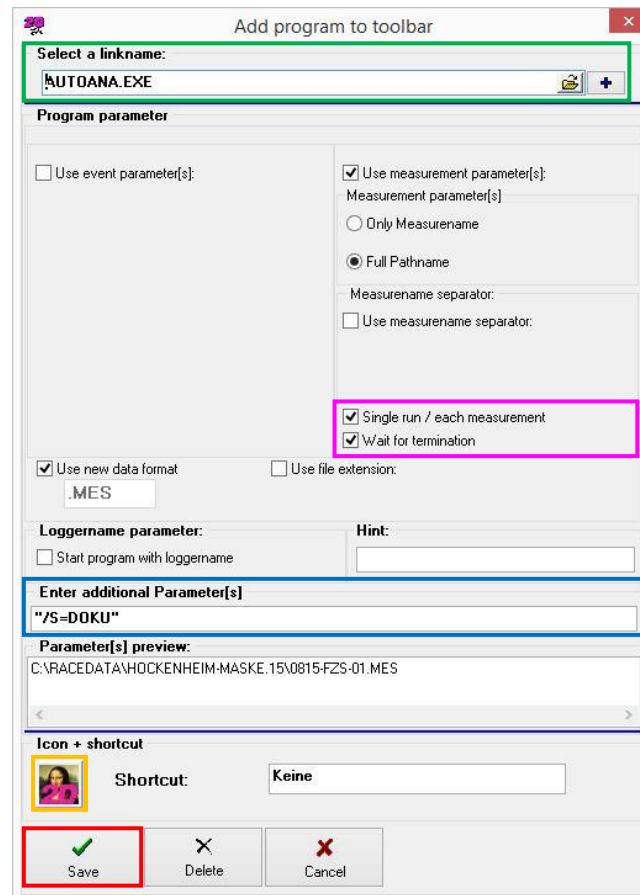 2D
Add program to toolbar
Select a linkname:
AUTOANA.EXE
Program parameter
Use event parameter[s]:
Use measurement parameter[s]:
Measurement parameter[s]
Only Measurename
Full Pathname
Measurename separator:
Use measurename separator:
Single run / each measurement
Wait for termination
Use new data format
Use file extension:
.MES
Loggername parameter:
Hint:
Start program with loggername
Enter additional Parameter[s]
"/S=DOKU"
Parameter[s] preview:
C:\RACEDATA\HOCKENHEIM-MASKE.15\0815-FZS-01.MES
Icon + shortcut
2D
Shortcut:
Keine
Save
Delete
Cancel